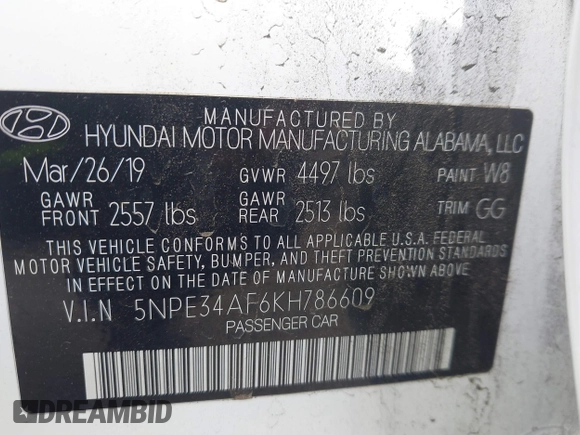 MANUFACTURED BY
HYUNDAI MOTOR MANUFACTURING ALABAMA, LLC
Mar/26/19 GVWR 4497 lbs PAINT W8
GAWR FRONT 2557 lbs GAWR REAR 2513 lbs TRIM GG
THIS VEHICLE CONFORMS TO ALL APPLICABLE U.S.A. FEDERAL
MOTOR VEHICLE SAFETY, BUMPER, AND THEFT PREVENTION STANDARDS
IN EFFECT ON THE DATE OF MANUFACTURE SHOWN ABOVE.
V.I.N 5NPE34AF6KH786609
PASSENGER CAR
DREAMBID